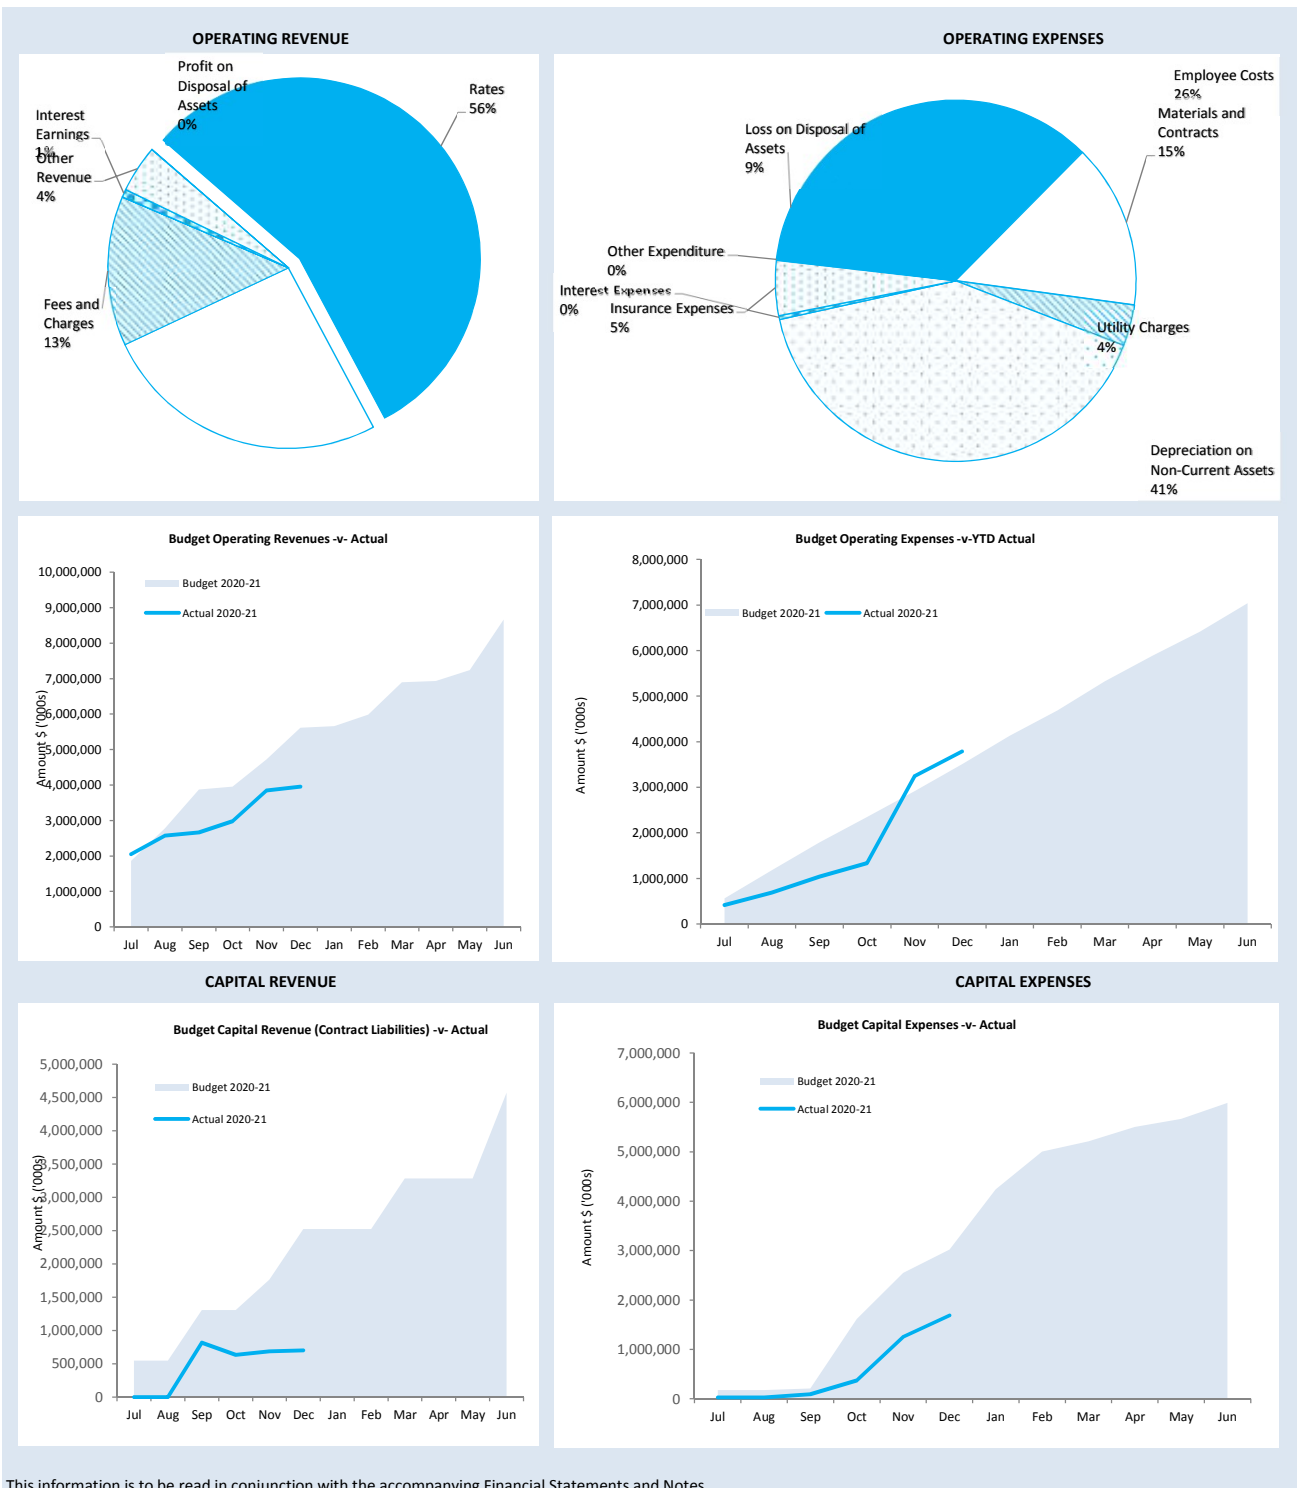 OPERATING REVENUE
OPERATING EXPENSES
Profit on
Disposal of
Assets
0%
Rates
56%
Interest
Earnings
1%
Other
Revenue
4%
Fees and
Charges
13%
Employee Costs
26%
Materials and
Contracts
15%
Loss on Disposal of
Assets
9%
Other Expenditure
0%
Interest Expenses
0%
Insurance Expenses
5%
Utility Charges
4%
Depreciation on
Non-Current Assets
41%
Budget Operating Revenues -v- Actual
Amount $ ('000s)
10,000,000
9,000,000
8,000,000
7,000,000
6,000,000
5,000,000
4,000,000
3,000,000
2,000,000
1,000,000
0
Budget 2020-21
Actual 2020-21
Jul Aug Sep Oct Nov Dec Jan Feb Mar Apr May Jun
Budget Operating Expenses -v-YTD Actual
Amount $ ('000s)
8,000,000
7,000,000
6,000,000
5,000,000
4,000,000
3,000,000
2,000,000
1,000,000
0
Budget 2020-21 Actual 2020-21
Jul Aug Sep Oct Nov Dec Jan Feb Mar Apr May Jun
CAPITAL REVENUE
CAPITAL EXPENSES
Budget Capital Revenue (Contract Liabilities) -v- Actual
Amount $ ('000s)
5,000,000
4,500,000
4,000,000
3,500,000
3,000,000
2,500,000
2,000,000
1,500,000
1,000,000
500,000
0
Budget 2020-21
Actual 2020-21
Jul Aug Sep Oct Nov Dec Jan Feb Mar Apr May Jun
Budget Capital Expenses -v- Actual
Amount $ ('000s)
7,000,000
6,000,000
5,000,000
4,000,000
3,000,000
2,000,000
1,000,000
0
Budget 2020-21
Actual 2020-21
Jul Aug Sep Oct Nov Dec Jan Feb Mar Apr May Jun
This information is to be read in conjunction with the accompanying Financial Statements and Notes.